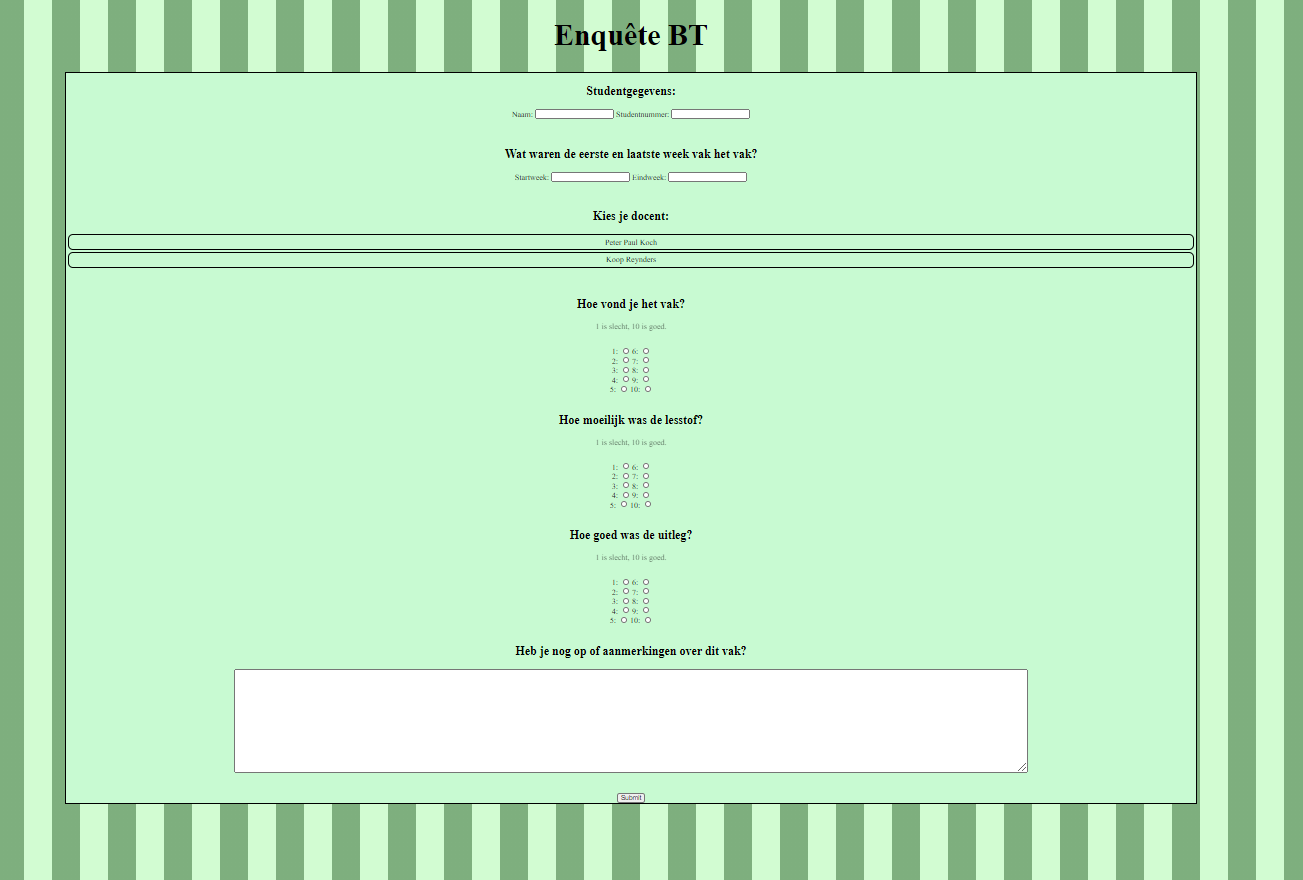 Enquête BT
Studentgegevens:
Naam: Studentnummer:
Wat waren de eerste en laatste week vak het vak?
Startweek: Eindweek:
Kies je docent:
Peter Paul Koch
Koop Reynders
Hoe vond je het vak?
1 is slecht, 10 is goed.
1: 6:
2: 7:
3: 8:
4: 9:
5: 10:
Hoe moeilijk was de lesstof?
1 is slecht, 10 is goed.
1: 6:
2: 7:
3: 8:
4: 9:
5: 10:
Hoe goed was de uitleg?
1 is slecht, 10 is goed.
1: 6:
2: 7:
3: 8:
4: 9:
5: 10:
Heb je nog op of aanmerkingen over dit vak?
Submit